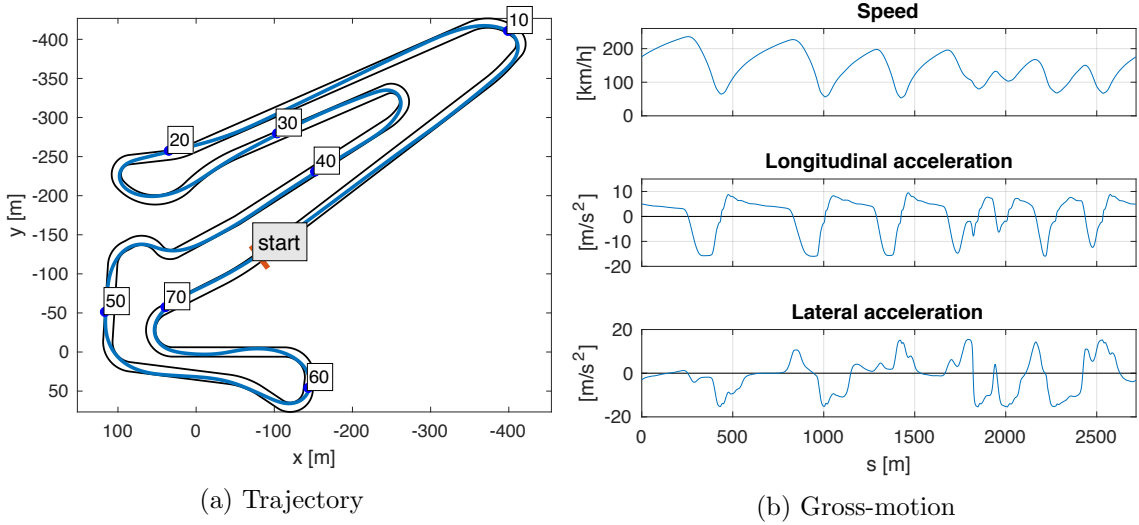 -400
-350
-300
-250
-200
-150
-100
-50
0
50
y [m]
10
20
30
40
start
50
70
60
100 0 -100 -200 -300 -400
x [m]
(a) Trajectory
Speed
200
100
0
[km/h]
Longitudinal acceleration
10
0
-10
-20
[m/s²]
Lateral acceleration
20
0
-20
[m/s²]
0 500 1000 1500 2000 2500
s [m]
(b) Gross-motion